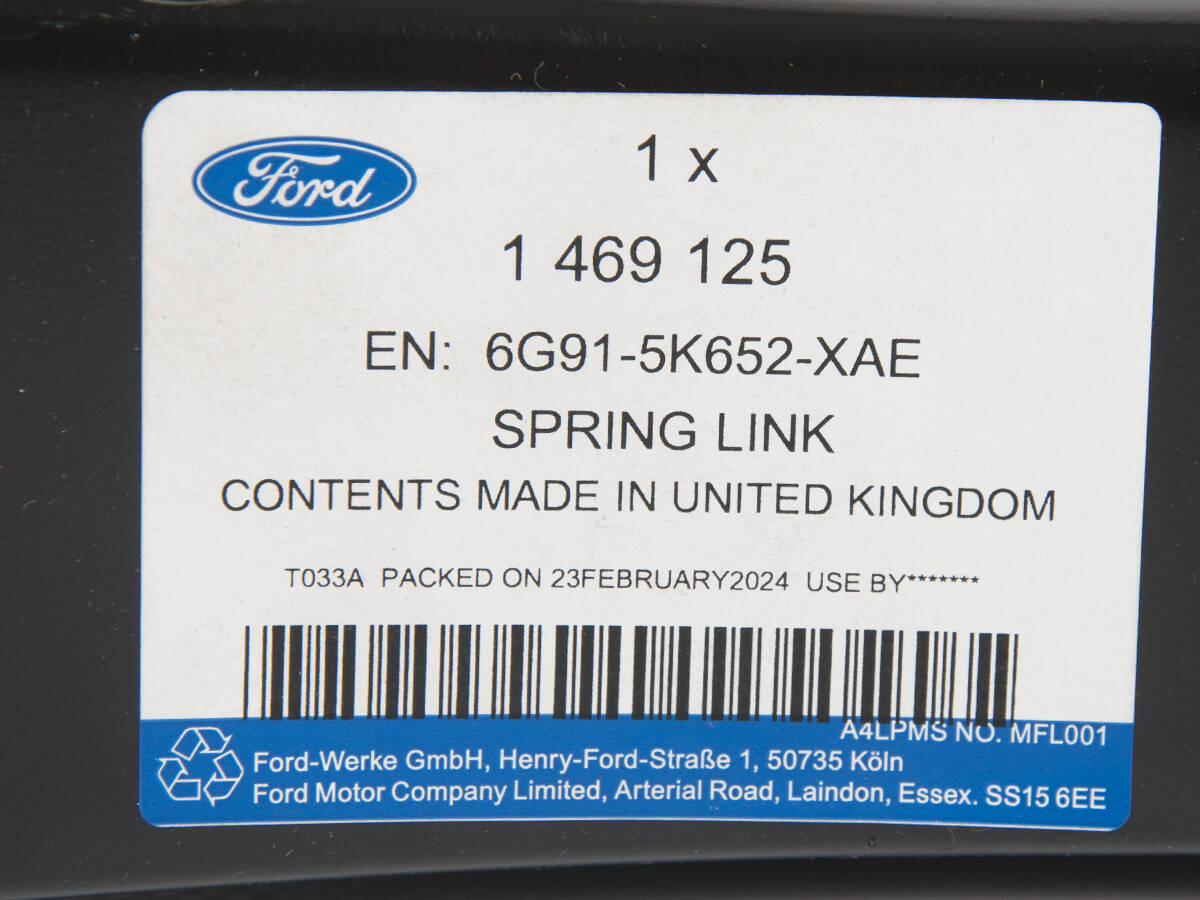 Ford
1 x
1 469 125
EN: 6G91-5K652-XAE
SPRING LINK
CONTENTS MADE IN UNITED KINGDOM
T033A PACKED ON 23FEBRUARY2024 USE BY*******
A4LPMS NO. MFL001
Ford-Werke GmbH, Henry-Ford-Straße 1, 50735 Köln
Ford Motor Company Limited, Arterial Road, Laindon, Essex. SS15 6EE